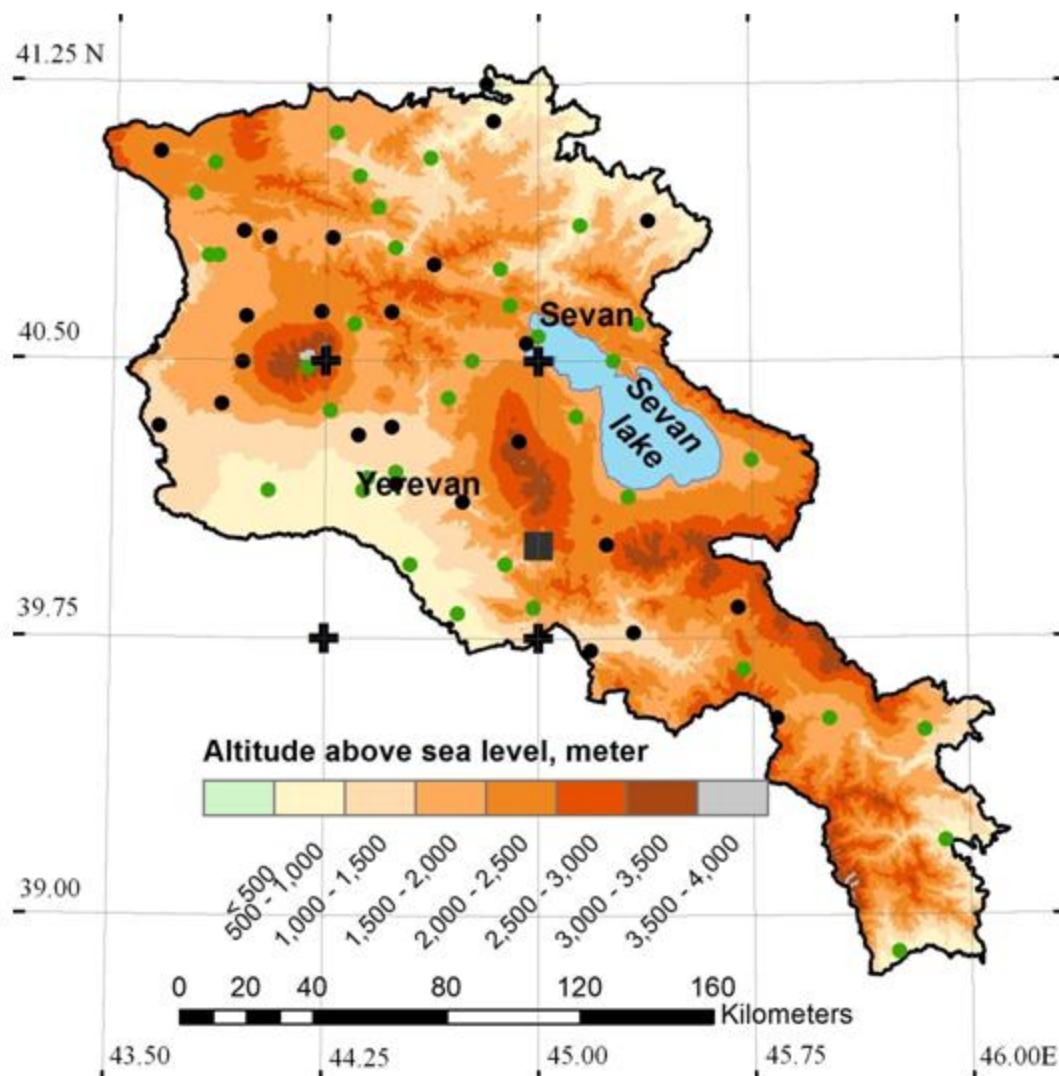 41.25 N
Sevan
40.50
Sevan
lake
Yerevan
39.75
Altitude above sea level, meter
<500
500 - 1,000
1,000 - 1,500
1,500 - 2,000
2,000 - 2,500
2,500 - 3,000
3,000 - 3,500
3,500 - 4,000
39.00
0 20 40 80 120 160
Kilometers
43.50 44.25 45.00 45.75 46.00E